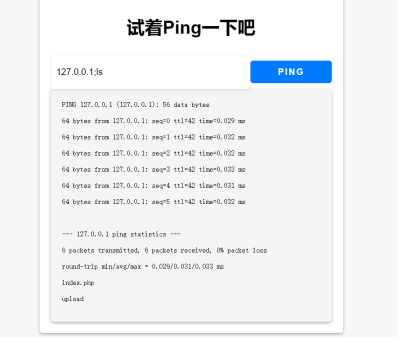 试着Ping一下吧
127.0.0.1;ls PING
PING 127.0.0.1 (127.0.0.1): 56 data bytes
64 bytes from 127.0.0.1: seq=0 ttl=42 time=0.029 ms
64 bytes from 127.0.0.1: seq=1 ttl=42 time=0.032 ms
64 bytes from 127.0.0.1: seq=2 ttl=42 time=0.032 ms
64 bytes from 127.0.0.1: seq=3 ttl=42 time=0.033 ms
64 bytes from 127.0.0.1: seq=4 ttl=42 time=0.031 ms
64 bytes from 127.0.0.1: seq=5 ttl=42 time=0.032 ms
--- 127.0.0.1 ping statistics ---
6 packets transmitted, 6 packets received, 0% packet loss
round-trip min/avg/max = 0.029/0.031/0.033 ms
index.php
upload